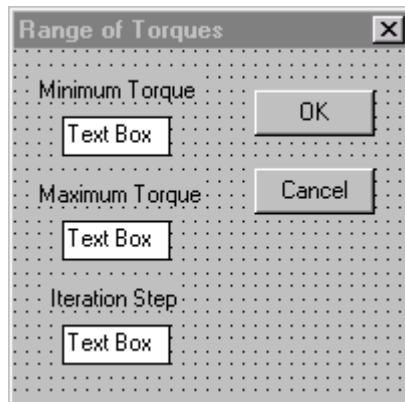 Range of Torques
Minimum Torque
Text Box
OK
Maximum Torque
Text Box
Cancel
Iteration Step
Text Box